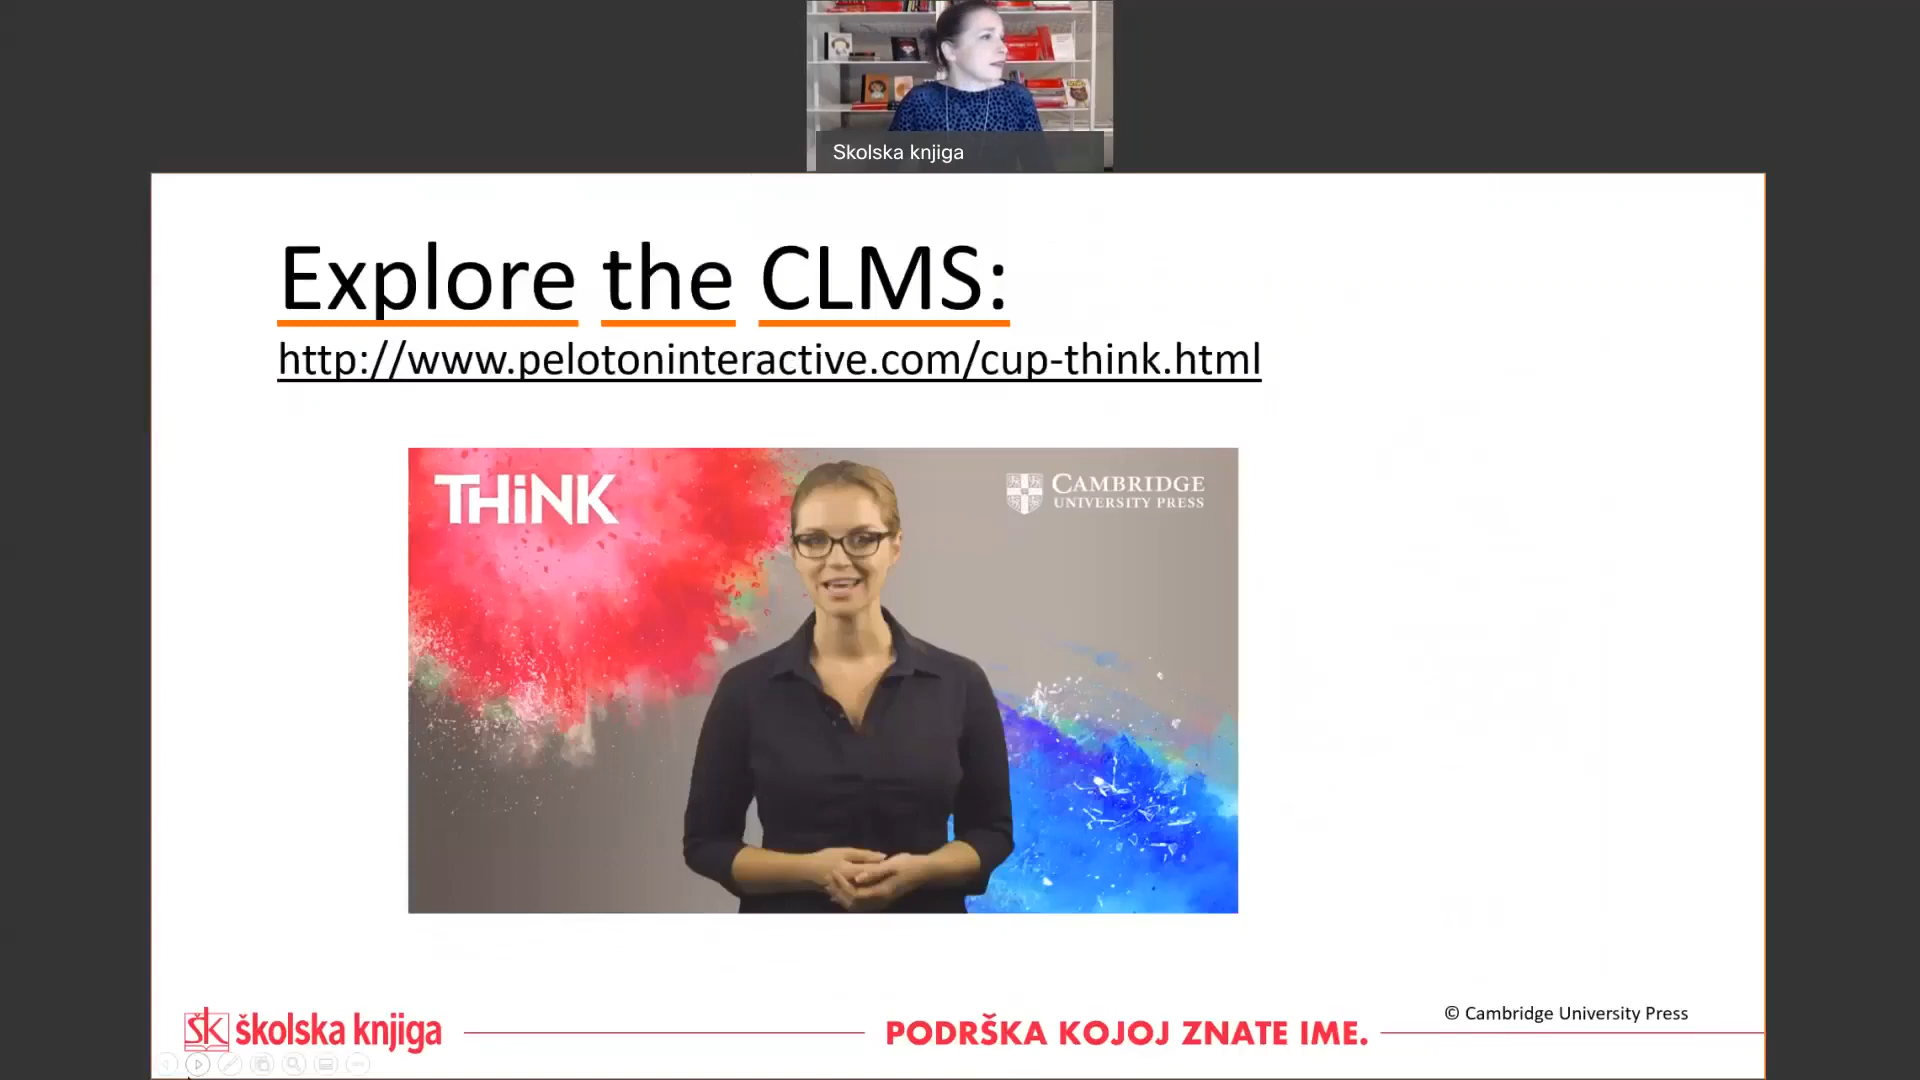 Skolska knjiga
Explore the CLMS:
http://www.pelotoninteractive.com/cup-think.html
THiNK
CAMBRIDGE
UNIVERSITY PRESS
© Cambridge University Press
ŠK školska knjiga
PODRŠKA KOJOJ ZNATE IME.